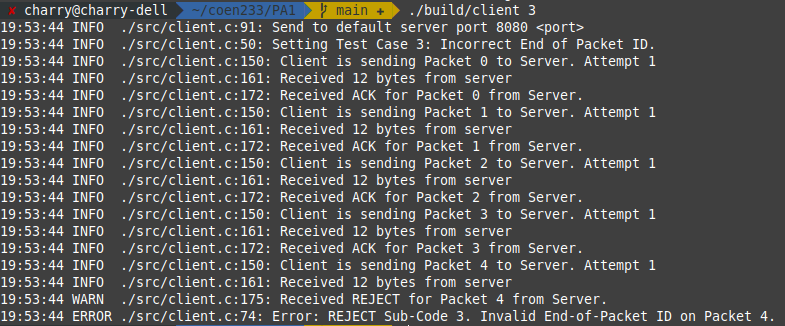 ✘ charry@charry-dell ~/coen233/PA1 main + ./build/client 3
19:53:44 INFO ./src/client.c:91: Send to default server port 8080 <port>
19:53:44 INFO ./src/client.c:50: Setting Test Case 3: Incorrect End of Packet ID.
19:53:44 INFO ./src/client.c:150: Client is sending Packet 0 to Server. Attempt 1
19:53:44 INFO ./src/client.c:161: Received 12 bytes from server
19:53:44 INFO ./src/client.c:172: Received ACK for Packet 0 from Server.
19:53:44 INFO ./src/client.c:150: Client is sending Packet 1 to Server. Attempt 1
19:53:44 INFO ./src/client.c:161: Received 12 bytes from server
19:53:44 INFO ./src/client.c:172: Received ACK for Packet 1 from Server.
19:53:44 INFO ./src/client.c:150: Client is sending Packet 2 to Server. Attempt 1
19:53:44 INFO ./src/client.c:161: Received 12 bytes from server
19:53:44 INFO ./src/client.c:172: Received ACK for Packet 2 from Server.
19:53:44 INFO ./src/client.c:150: Client is sending Packet 3 to Server. Attempt 1
19:53:44 INFO ./src/client.c:161: Received 12 bytes from server
19:53:44 INFO ./src/client.c:172: Received ACK for Packet 3 from Server.
19:53:44 INFO ./src/client.c:150: Client is sending Packet 4 to Server. Attempt 1
19:53:44 INFO ./src/client.c:161: Received 12 bytes from server
19:53:44 WARN ./src/client.c:175: Received REJECT for Packet 4 from Server.
19:53:44 ERROR ./src/client.c:74: Error: REJECT Sub-Code 3. Invalid End-of-Packet ID on Packet 4.